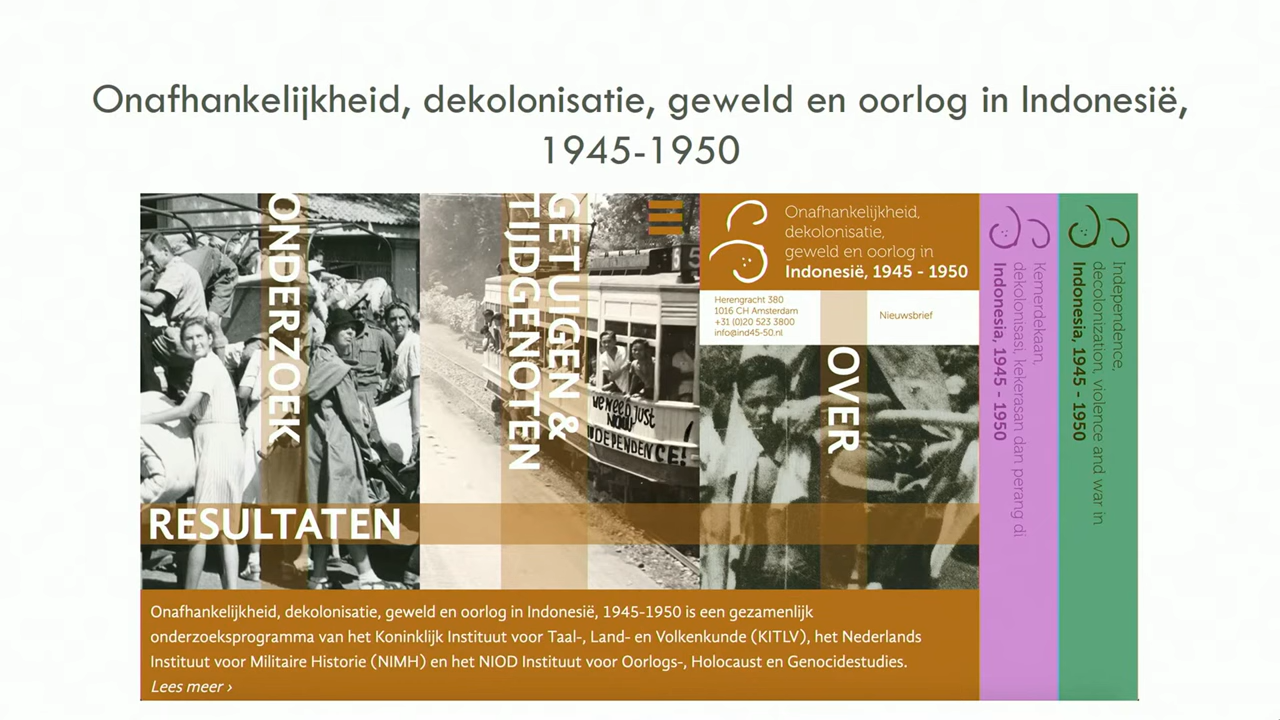 Onafhankelijkheid, dekolonisatie, geweld en oorlog in Indonesië,
1945-1950
ONDERZOEK
GETUIGEN &
TIJDGENOTEN
WE NEED JUST
NOW
INDEPENDENCE!
RESULTATEN
Onafhankelijkheid,
dekolonisatie,
geweld en oorlog in
Indonesië, 1945 - 1950
Herengracht 380
1016 CH Amsterdam
+31 (0)20 523 3800
info@ind45-50.nl
Nieuwsbrief
OVER
Kemerdekaan,
dekolonisasi, kekerasan dan perang di
Indonesia, 1945 - 1950
Independence,
decolonization, violence and war in
Indonesia, 1945 - 1950
Onafhankelijkheid, dekolonisatie, geweld en oorlog in Indonesië, 1945-1950 is een gezamenlijk
onderzoeksprogramma van het Koninklijk Instituut voor Taal-, Land- en Volkenkunde (KITLV), het Nederlands
Instituut voor Militaire Historie (NIMH) en het NIOD Instituut voor Oorlogs-, Holocaust en Genocidestudies.
Lees meer ›